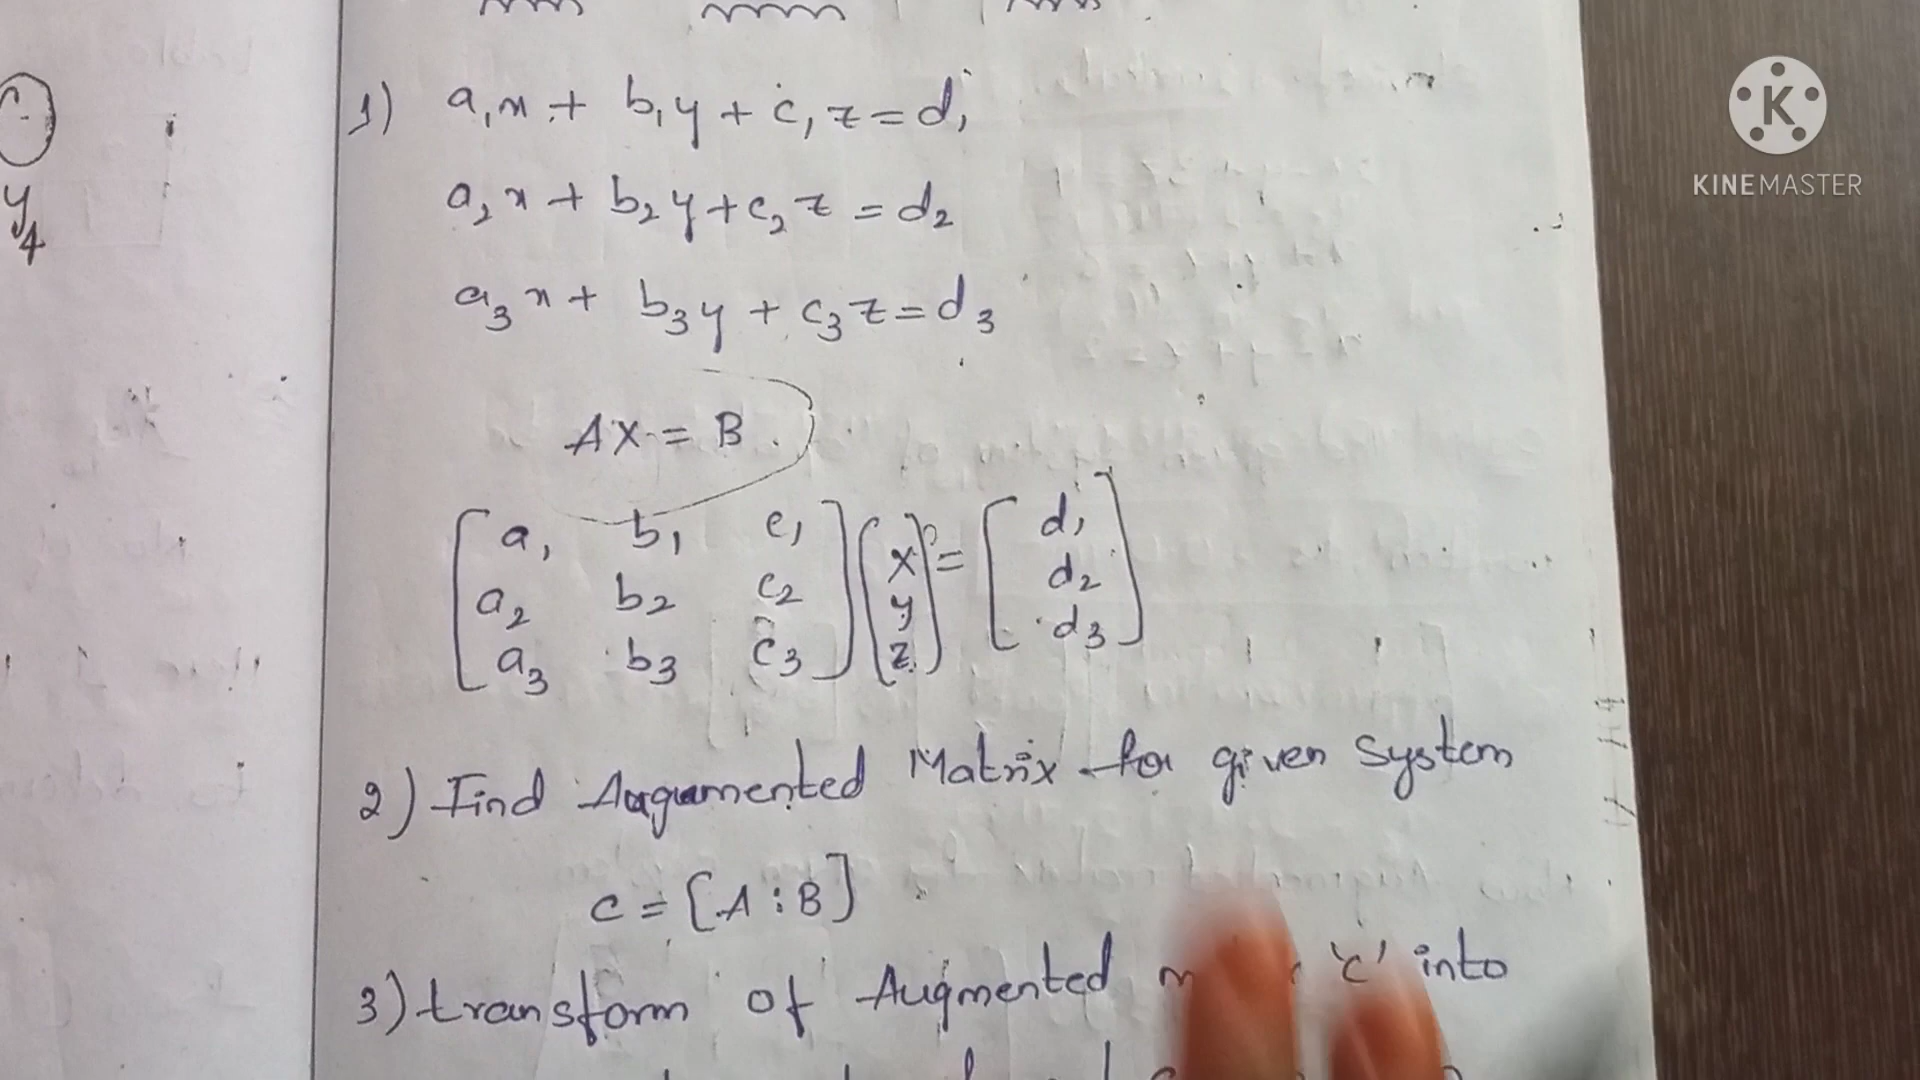 1) a₁x + b₁y + c₁z = d₁
a₂x + b₂y + c₂z = d₂
a₃x + b₃y + c₃z = d₃
AX = B.
[a₁ b₁ c₁] [x] = [d₁]
[a₂ b₂ c₂] [y] [d₂]
[a₃ b₃ c₃] [z] [d₃]
2) Find Augumented Matrix for given system
C = [A : B]
3) transform of Augmented 'c' into
y
4
K
KINEMASTER